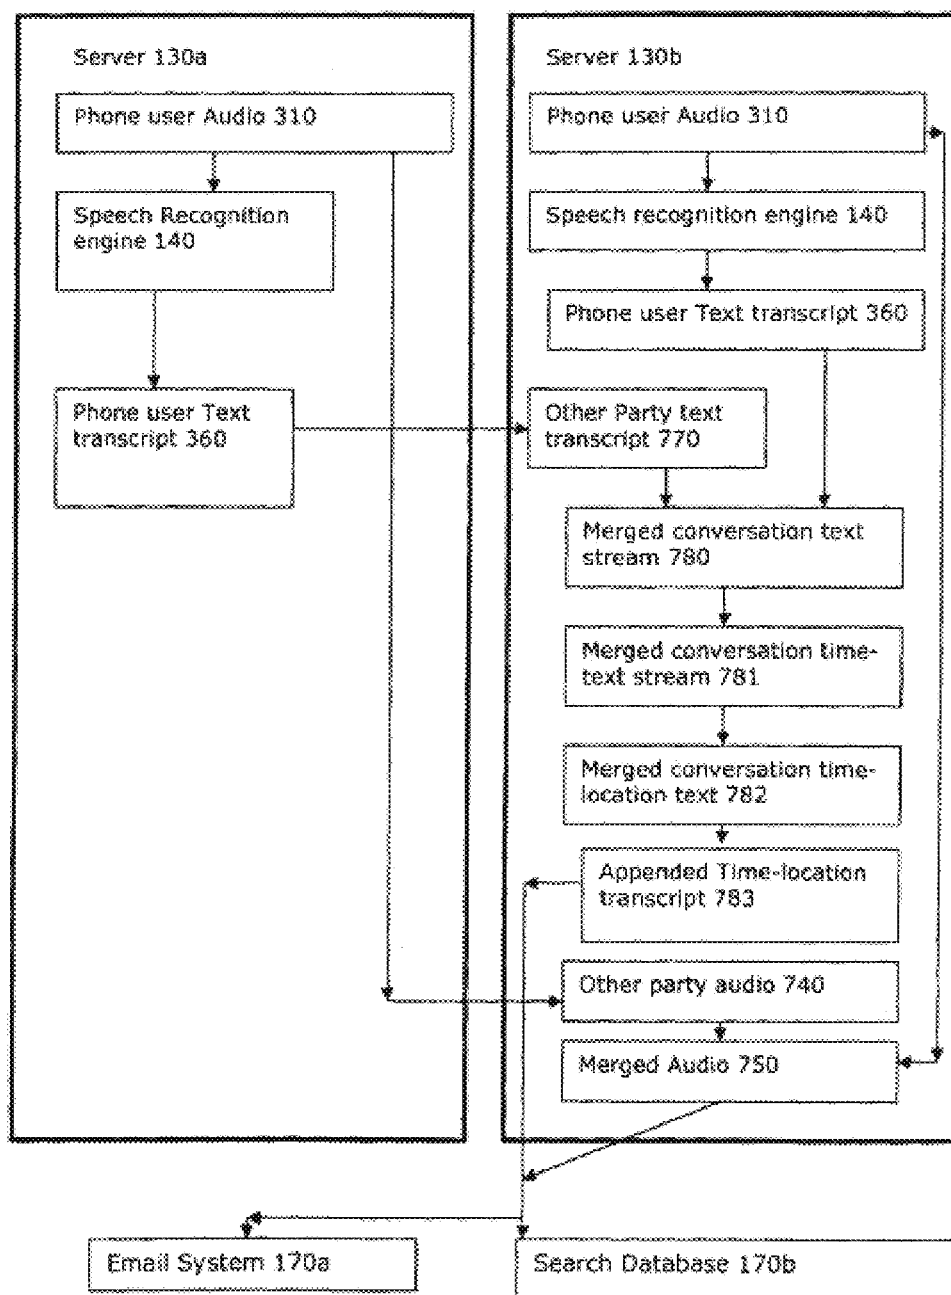 Server 130a
Phone user Audio 310
Speech Recognition
engine 140
Phone user Text
transcript 360
Server 130b
Phone user Audio 310
Speech recognition engine 140
Phone user Text transcript 360
Other Party text
transcript 770
Merged conversation text
stream 780
Merged conversation time-
text stream 781
Merged conversation time-
location text 782
Appended Time-location
transcript 783
Other party audio 740
Merged Audio 750
Email System 170a
Search Database 170b